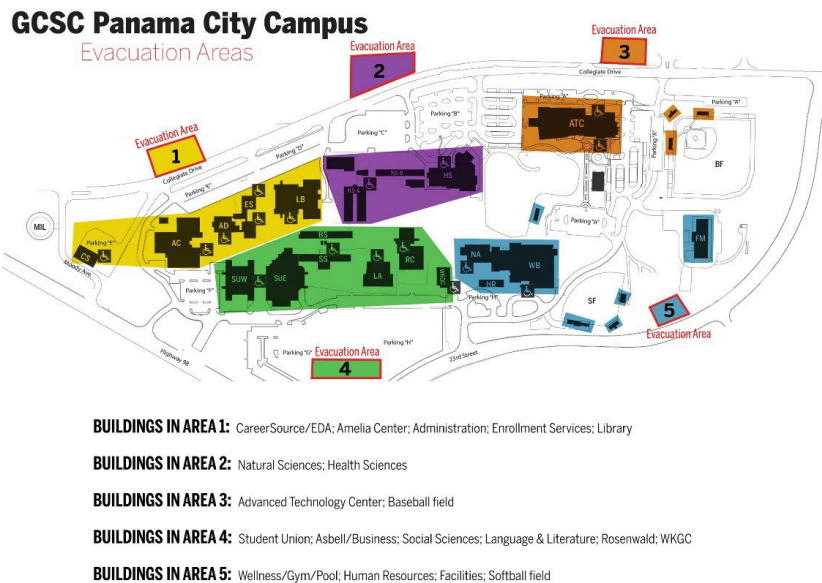 GCSC Panama City Campus
Evacuation Areas
Evacuation Area
3
Evacuation Area
2
Collegiate Drive
Parking "A"
Parking "A"
Parking "B"
ATC
Parking "C"
Parking "A"
Evacuation Area
1
Parking "D"
Collegiate Drive
BF
NS-B
HS
NS-A
Parking "E"
ES
LB
Parking "A"
MIL
AD
AC
Parking "E"
CS
BS
SS
RC
NA
WB
FM
Moody Ave.
SUW
SUE
LA
WKGC
HR
Parking "F"
Parking "H"
SF
5
Evacuation Area
Highway 98
Parking "G"
Evacuation Area
4
Parking "H"
23rd Street
BUILDINGS IN AREA 1: CareerSource/EDA; Amelia Center; Administration; Enrollment Services; Library
BUILDINGS IN AREA 2: Natural Sciences; Health Sciences
BUILDINGS IN AREA 3: Advanced Technology Center; Baseball field
BUILDINGS IN AREA 4: Student Union; Asbell/Business; Social Sciences; Language & Literature; Rosenwald; WKGC
BUILDINGS IN AREA 5: Wellness/Gym/Pool; Human Resources; Facilities; Softball field